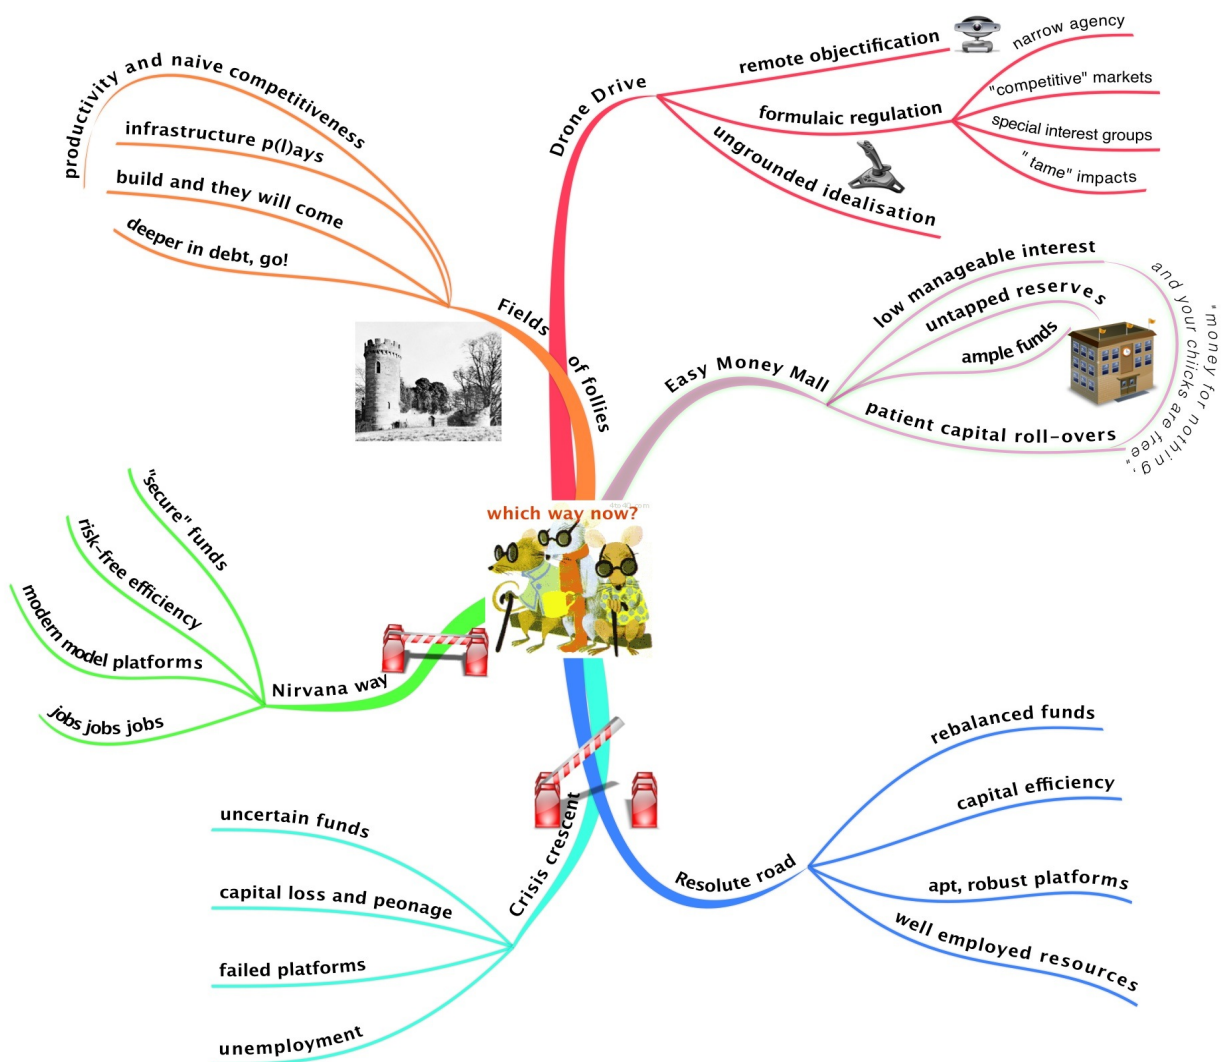 which way now?
4to40.com
Drone Drive
remote objectification
formulaic regulation
narrow agency
"competitive" markets
special interest groups
" tame" impacts
ungrounded idealisation
Easy Money Mall
low manageable interest
untapped reserves
ample funds
patient capital roll-overs
"money for nothing,
and your chicks are free"
Resolute road
rebalanced funds
capital efficiency
apt, robust platforms
well employed resources
Crisis crescent
uncertain funds
capital loss and peonage
failed platforms
unemployment
Nirvana way
"secure" funds
risk-free efficiency
modern model platforms
jobs jobs jobs
Fields of follies
productivity and naive competitiveness
infrastructure p(l)ays
build and they will come
deeper in debt, go!